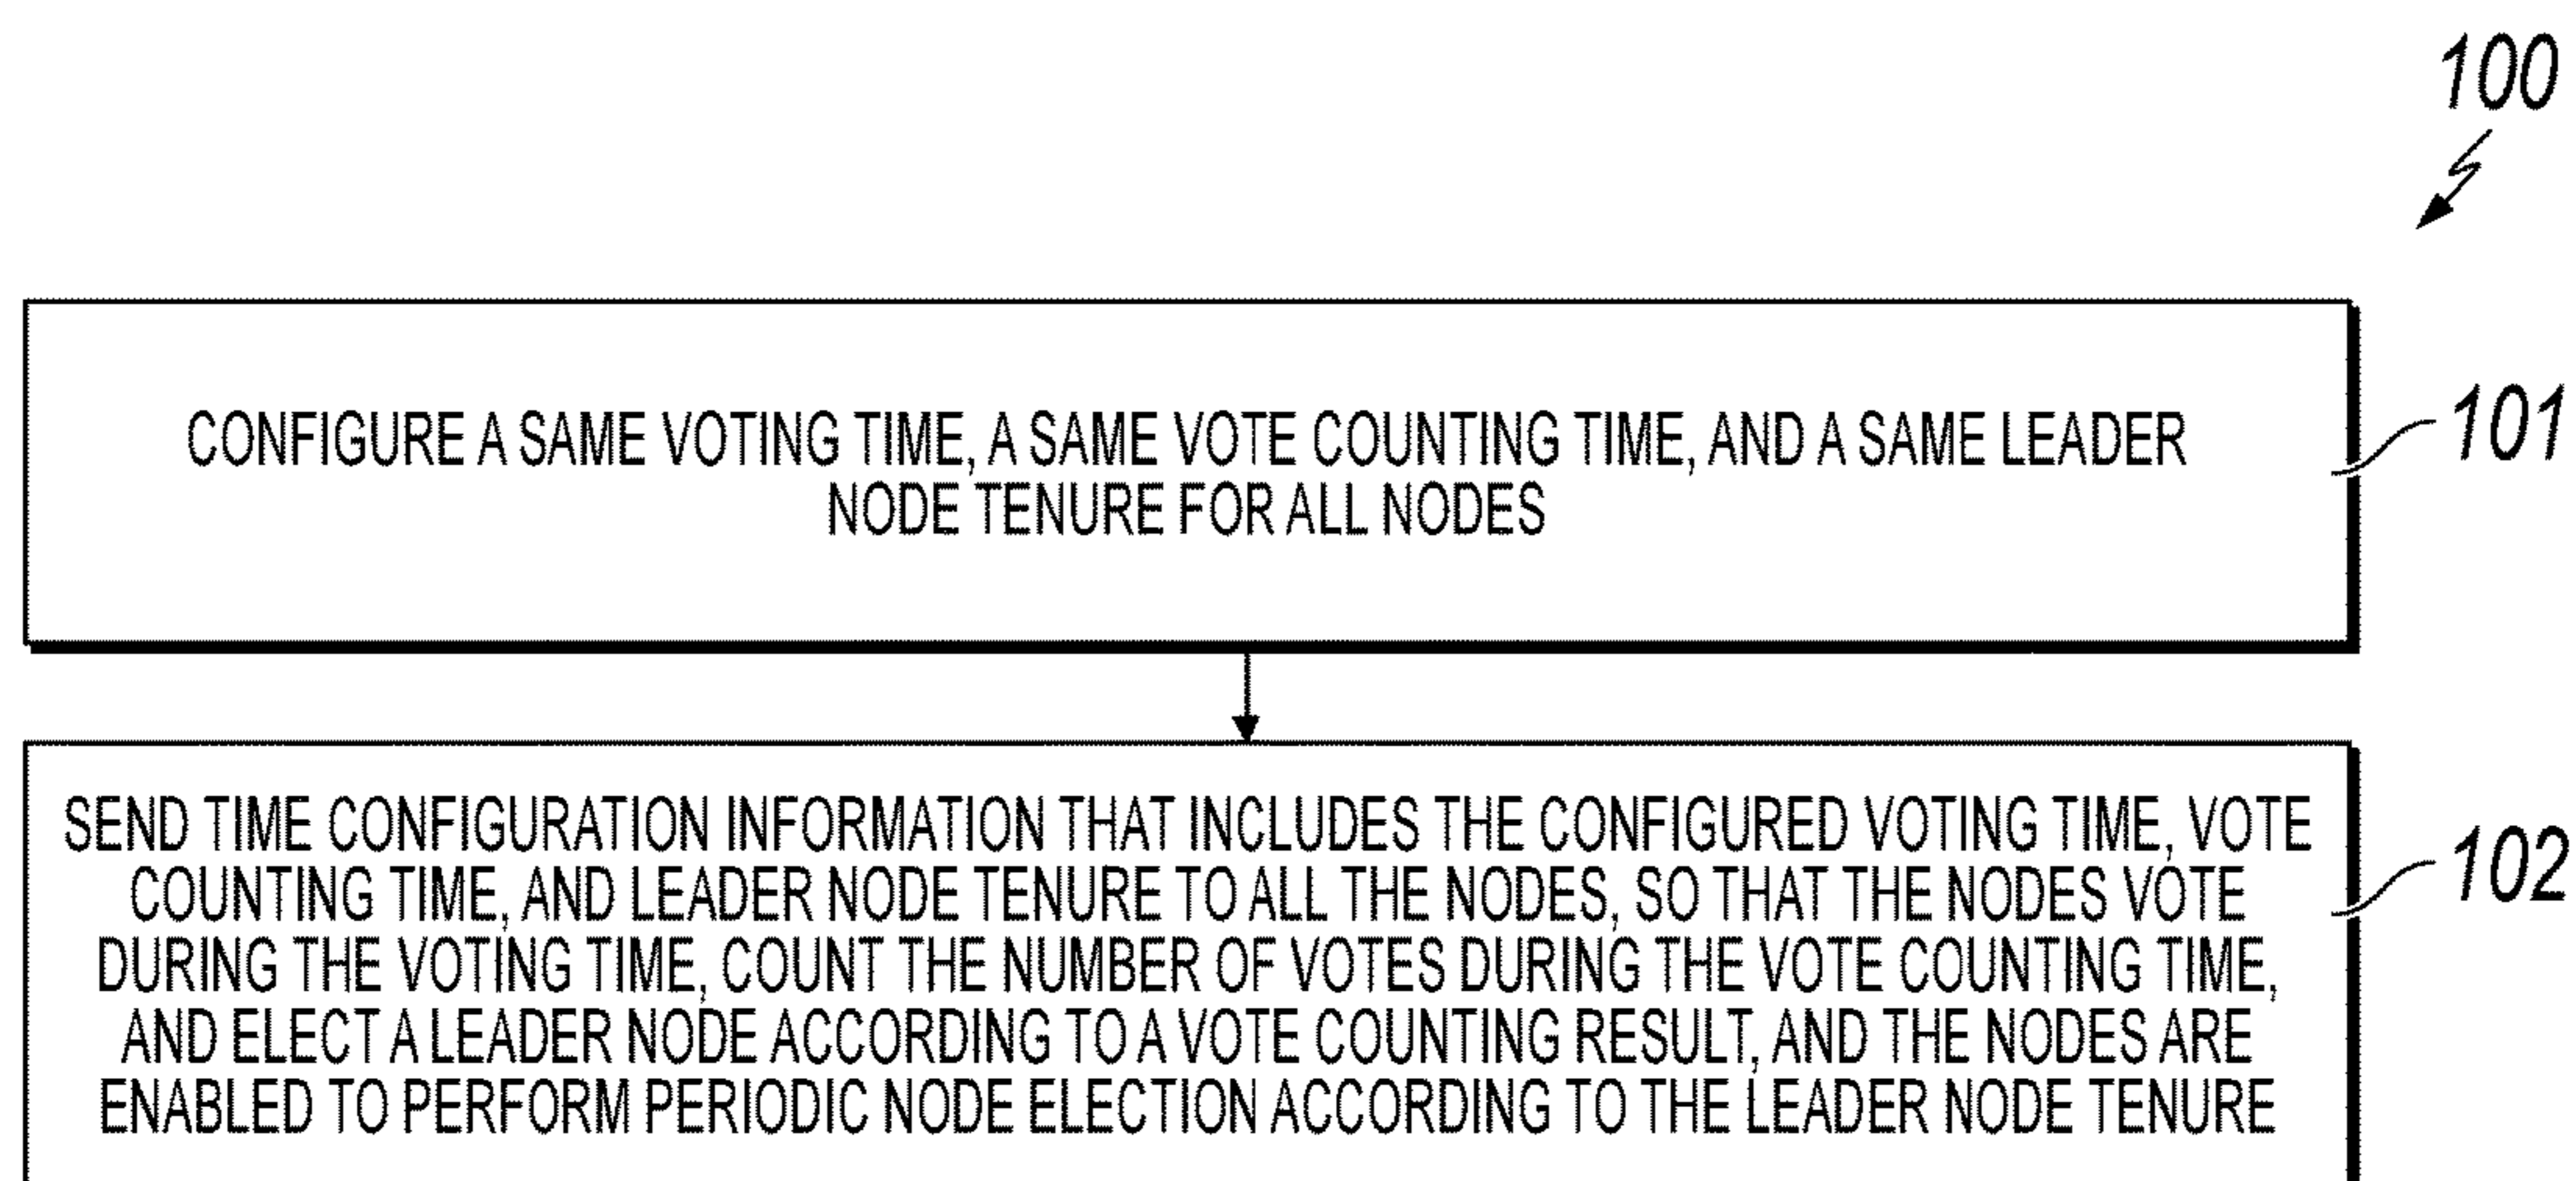 100
CONFIGURE A SAME VOTING TIME, A SAME VOTE COUNTING TIME, AND A SAME LEADER
NODE TENURE FOR ALL NODES
101
SEND TIME CONFIGURATION INFORMATION THAT INCLUDES THE CONFIGURED VOTING TIME, VOTE
COUNTING TIME, AND LEADER NODE TENURE TO ALL THE NODES, SO THAT THE NODES VOTE
DURING THE VOTING TIME, COUNT THE NUMBER OF VOTES DURING THE VOTE COUNTING TIME,
AND ELECT A LEADER NODE ACCORDING TO A VOTE COUNTING RESULT, AND THE NODES ARE
ENABLED TO PERFORM PERIODIC NODE ELECTION ACCORDING TO THE LEADER NODE TENURE
102